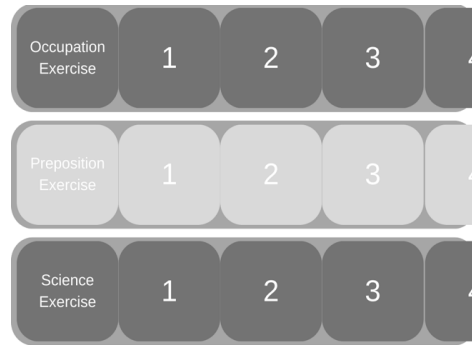 Occupation
Exercise
1 2 3
Preposition
Exercise
1 2 3
Science
Exercise
1 2 3